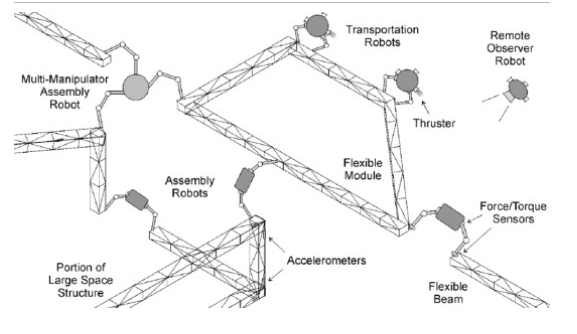 Transportation
Robots
Remote
Observer
Robot
Multi-Manipulator
Assembly
Robot
Thruster
Assembly
Robots
Flexible
Module
Force/Torque
Sensors
Accelerometers
Portion of
Large Space
Structure
Flexible
Beam